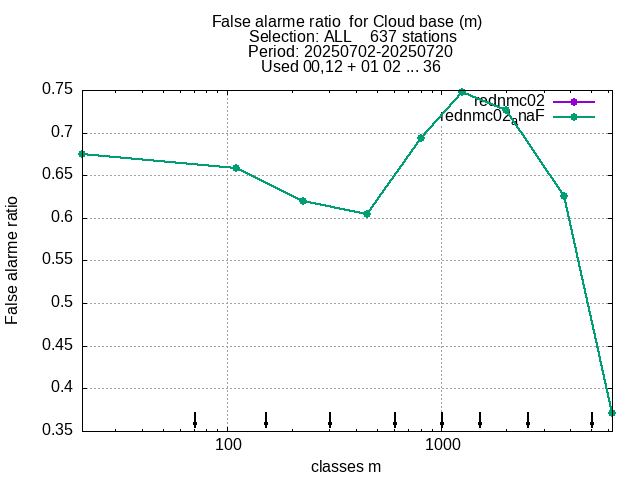 False alarme ratio  for Cloud base (m)
Selection: ALL    637 stations
Period: 20250702-20250720
Used 00,12 + 01 02 ... 36
rednmc02
rednmc02anaF
0.75
0.7
0.65
0.6
0.55
0.5
0.45
0.4
0.35
False alarme ratio
100
1000
classes m